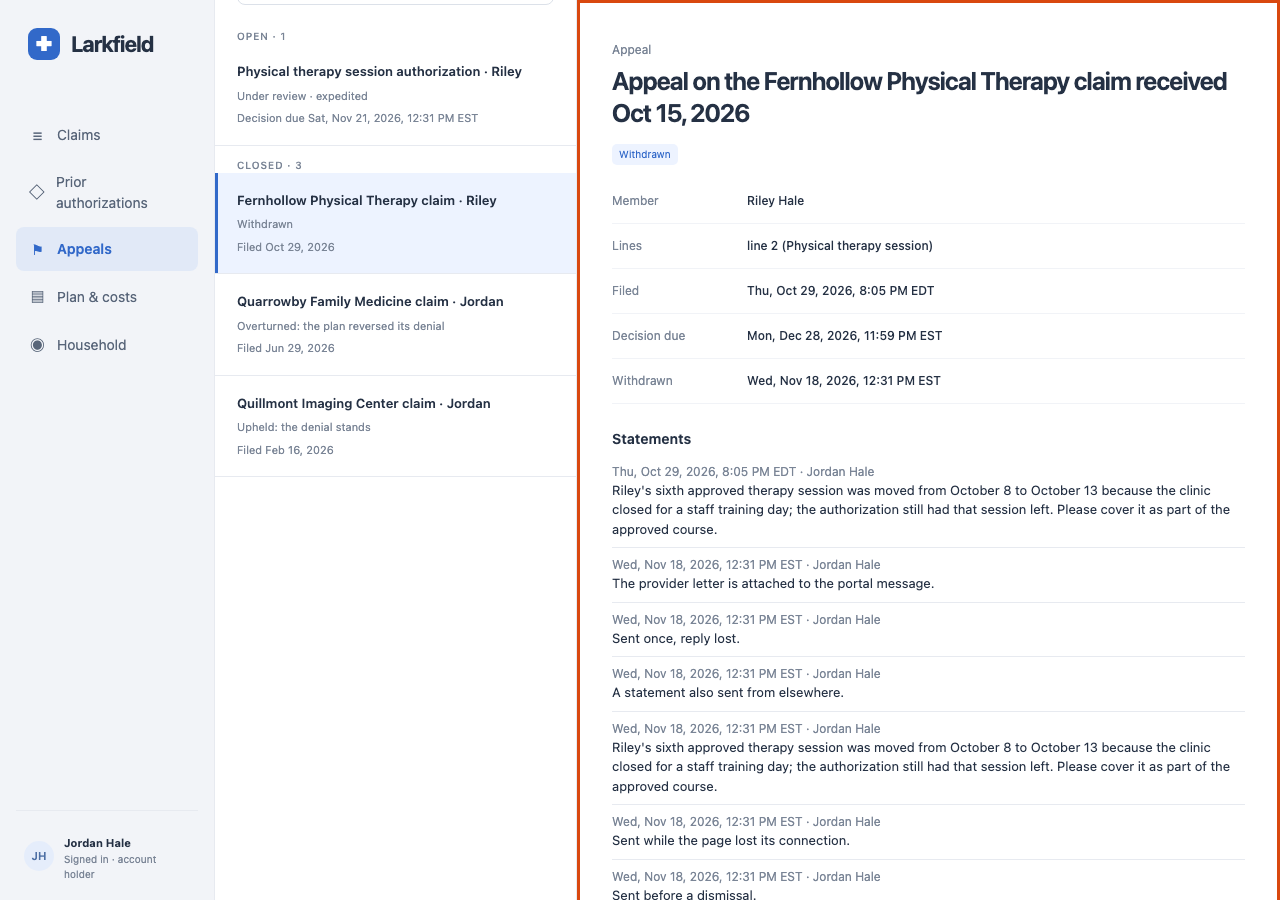 Larkfield
Claims
Prior
authorizations
Appeals
Plan & costs
Household
JH
Jordan Hale
Signed in · account
holder
OPEN · 1
Physical therapy session authorization · Riley
Under review · expedited
Decision due Sat, Nov 21, 2026, 12:31 PM EST
CLOSED · 3
Fernhollow Physical Therapy claim · Riley
Withdrawn
Filed Oct 29, 2026
Quarrowby Family Medicine claim · Jordan
Overturned: the plan reversed its denial
Filed Jun 29, 2026
Quillmont Imaging Center claim · Jordan
Upheld: the denial stands
Filed Feb 16, 2026
Appeal
Appeal on the Fernhollow Physical Therapy claim received
Oct 15, 2026
Withdrawn
Member Riley Hale
Lines line 2 (Physical therapy session)
Filed Thu, Oct 29, 2026, 8:05 PM EDT
Decision due Mon, Dec 28, 2026, 11:59 PM EST
Withdrawn Wed, Nov 18, 2026, 12:31 PM EST
Statements
Thu, Oct 29, 2026, 8:05 PM EDT · Jordan Hale
Riley's sixth approved therapy session was moved from October 8 to October 13 because the clinic
closed for a staff training day; the authorization still had that session left. Please cover it as part of the
approved course.
Wed, Nov 18, 2026, 12:31 PM EST · Jordan Hale
The provider letter is attached to the portal message.
Wed, Nov 18, 2026, 12:31 PM EST · Jordan Hale
Sent once, reply lost.
Wed, Nov 18, 2026, 12:31 PM EST · Jordan Hale
A statement also sent from elsewhere.
Wed, Nov 18, 2026, 12:31 PM EST · Jordan Hale
Riley's sixth approved therapy session was moved from October 8 to October 13 because the clinic
closed for a staff training day; the authorization still had that session left. Please cover it as part of the
approved course.
Wed, Nov 18, 2026, 12:31 PM EST · Jordan Hale
Sent while the page lost its connection.
Wed, Nov 18, 2026, 12:31 PM EST · Jordan Hale
Sent before a dismissal.